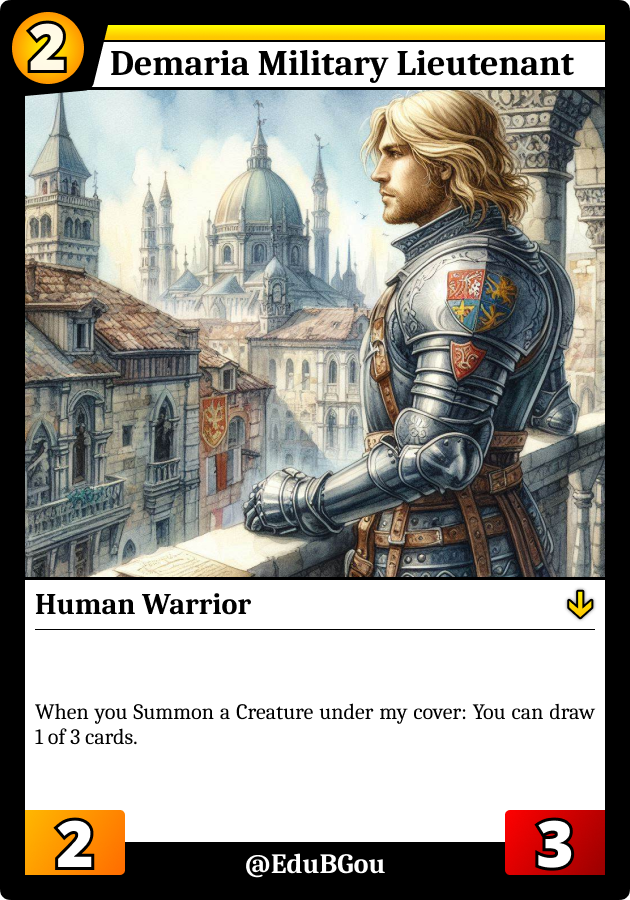 2
Demaria Military Lieutenant
Human Warrior
When you Summon a Creature under my cover: You can draw
1 of 3 cards.
2
@EduBGou
3